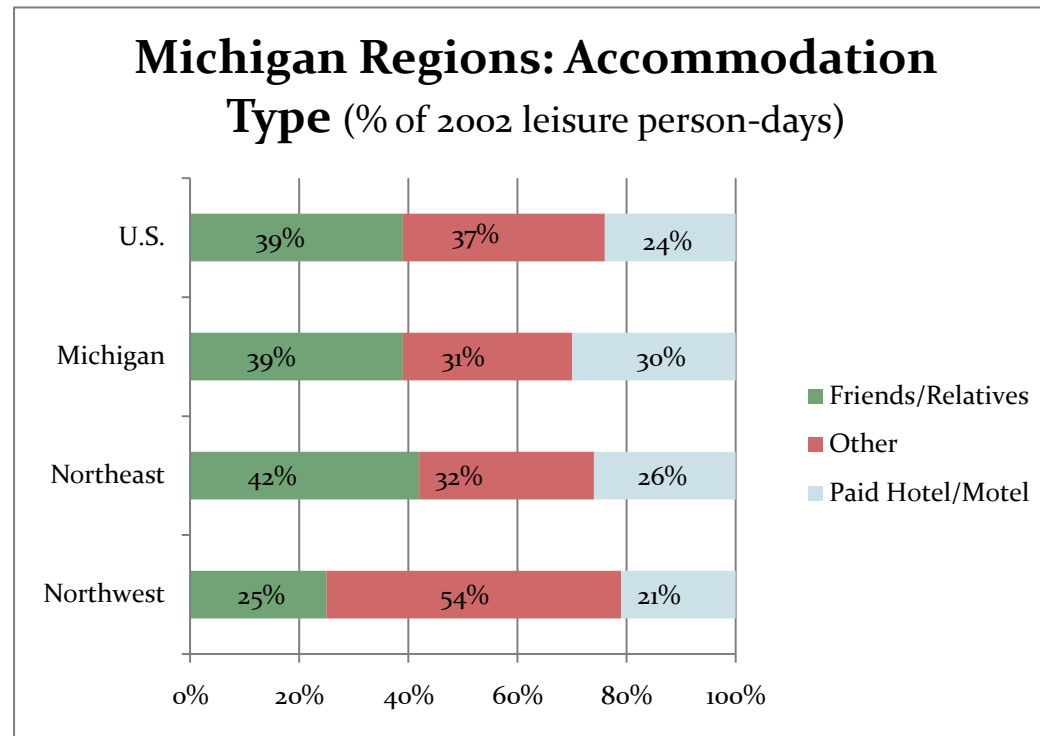 Michigan Regions: Accommodation
Type (% of 2002 leisure person-days)
U.S.
39%
37%
24%
Michigan
39%
31%
30%
Northeast
42%
32%
26%
Northwest
25%
54%
21%
0%
20%
40%
60%
80%
100%
Friends/Relatives
Other
Paid Hotel/Motel